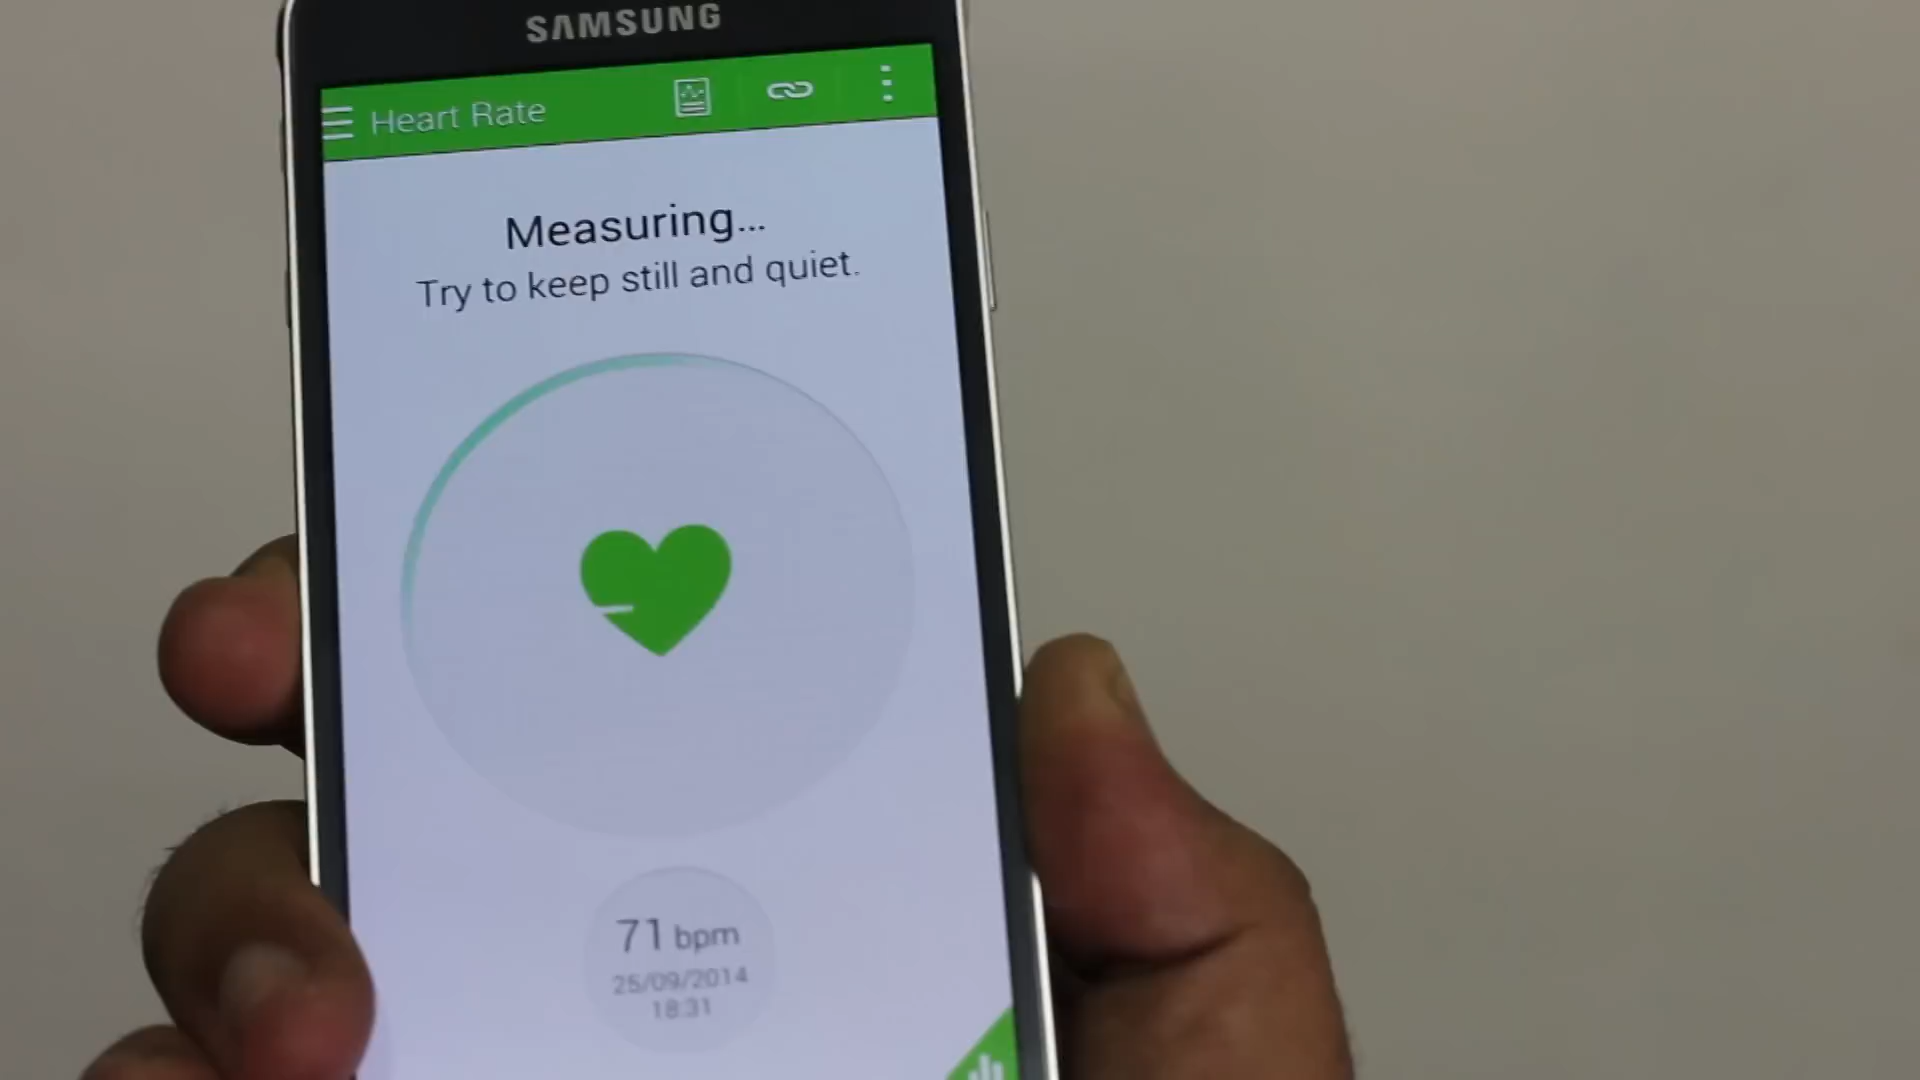 SAMSUNG
Heart Rate
Measuring...
Try to keep still and quiet.
71 bpm
25/09/2014
18:31